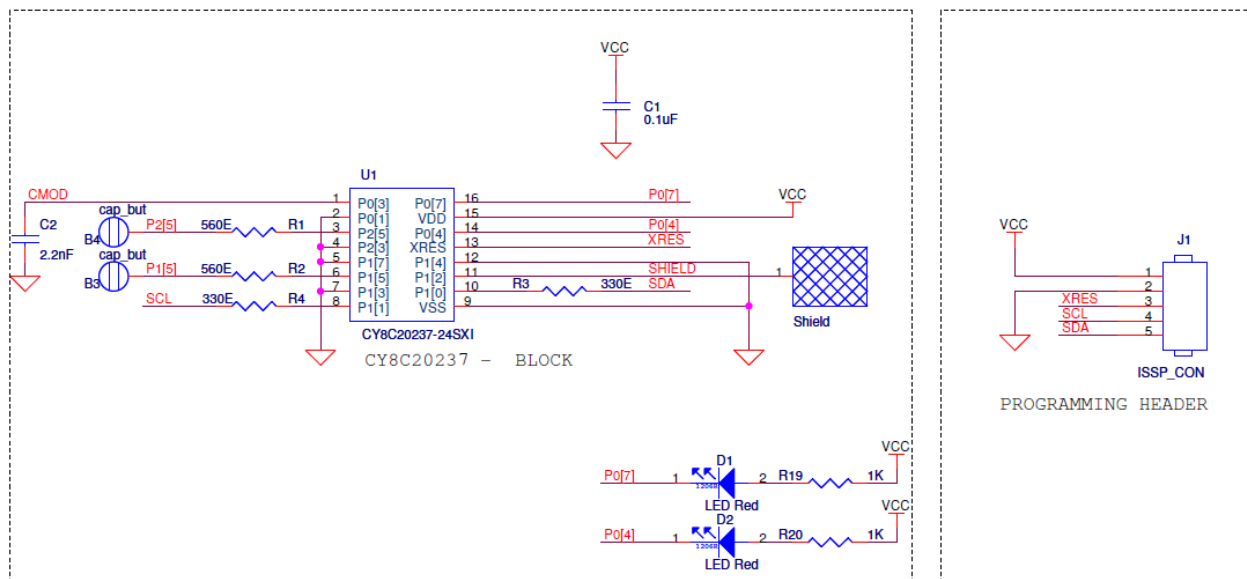 VCC
C1
0.1uF
U1
CMOD
C2
2.2nF
cap_but
B4
P2[5]
560E
R1
cap_but
B3
P1[5]
560E
R2
SCL
330E
R4
1
2
3
4
5
6
7
8
P0[3]
P0[1]
P2[5]
P2[3]
P1[7]
P1[5]
P1[3]
P1[1]
P0[7]
VDD
P0[4]
XRES
P1[4]
P1[2]
P1[0]
VSS
16
15
14
13
12
11
10
9
P0[7]
VCC
P0[4]
XRES
SHIELD
1
R3
330E
SDA
Shield
CY8C20237-24SXI
CY8C20237 - BLOCK
P0[7]
1
D1
1206B
LED Red
2
R19
1K
VCC
P0[4]
1
D2
1206B
LED Red
2
R20
1K
VCC
VCC
J1
1
2
XRES
3
SCL
4
SDA
5
ISSP_CON
PROGRAMMING HEADER